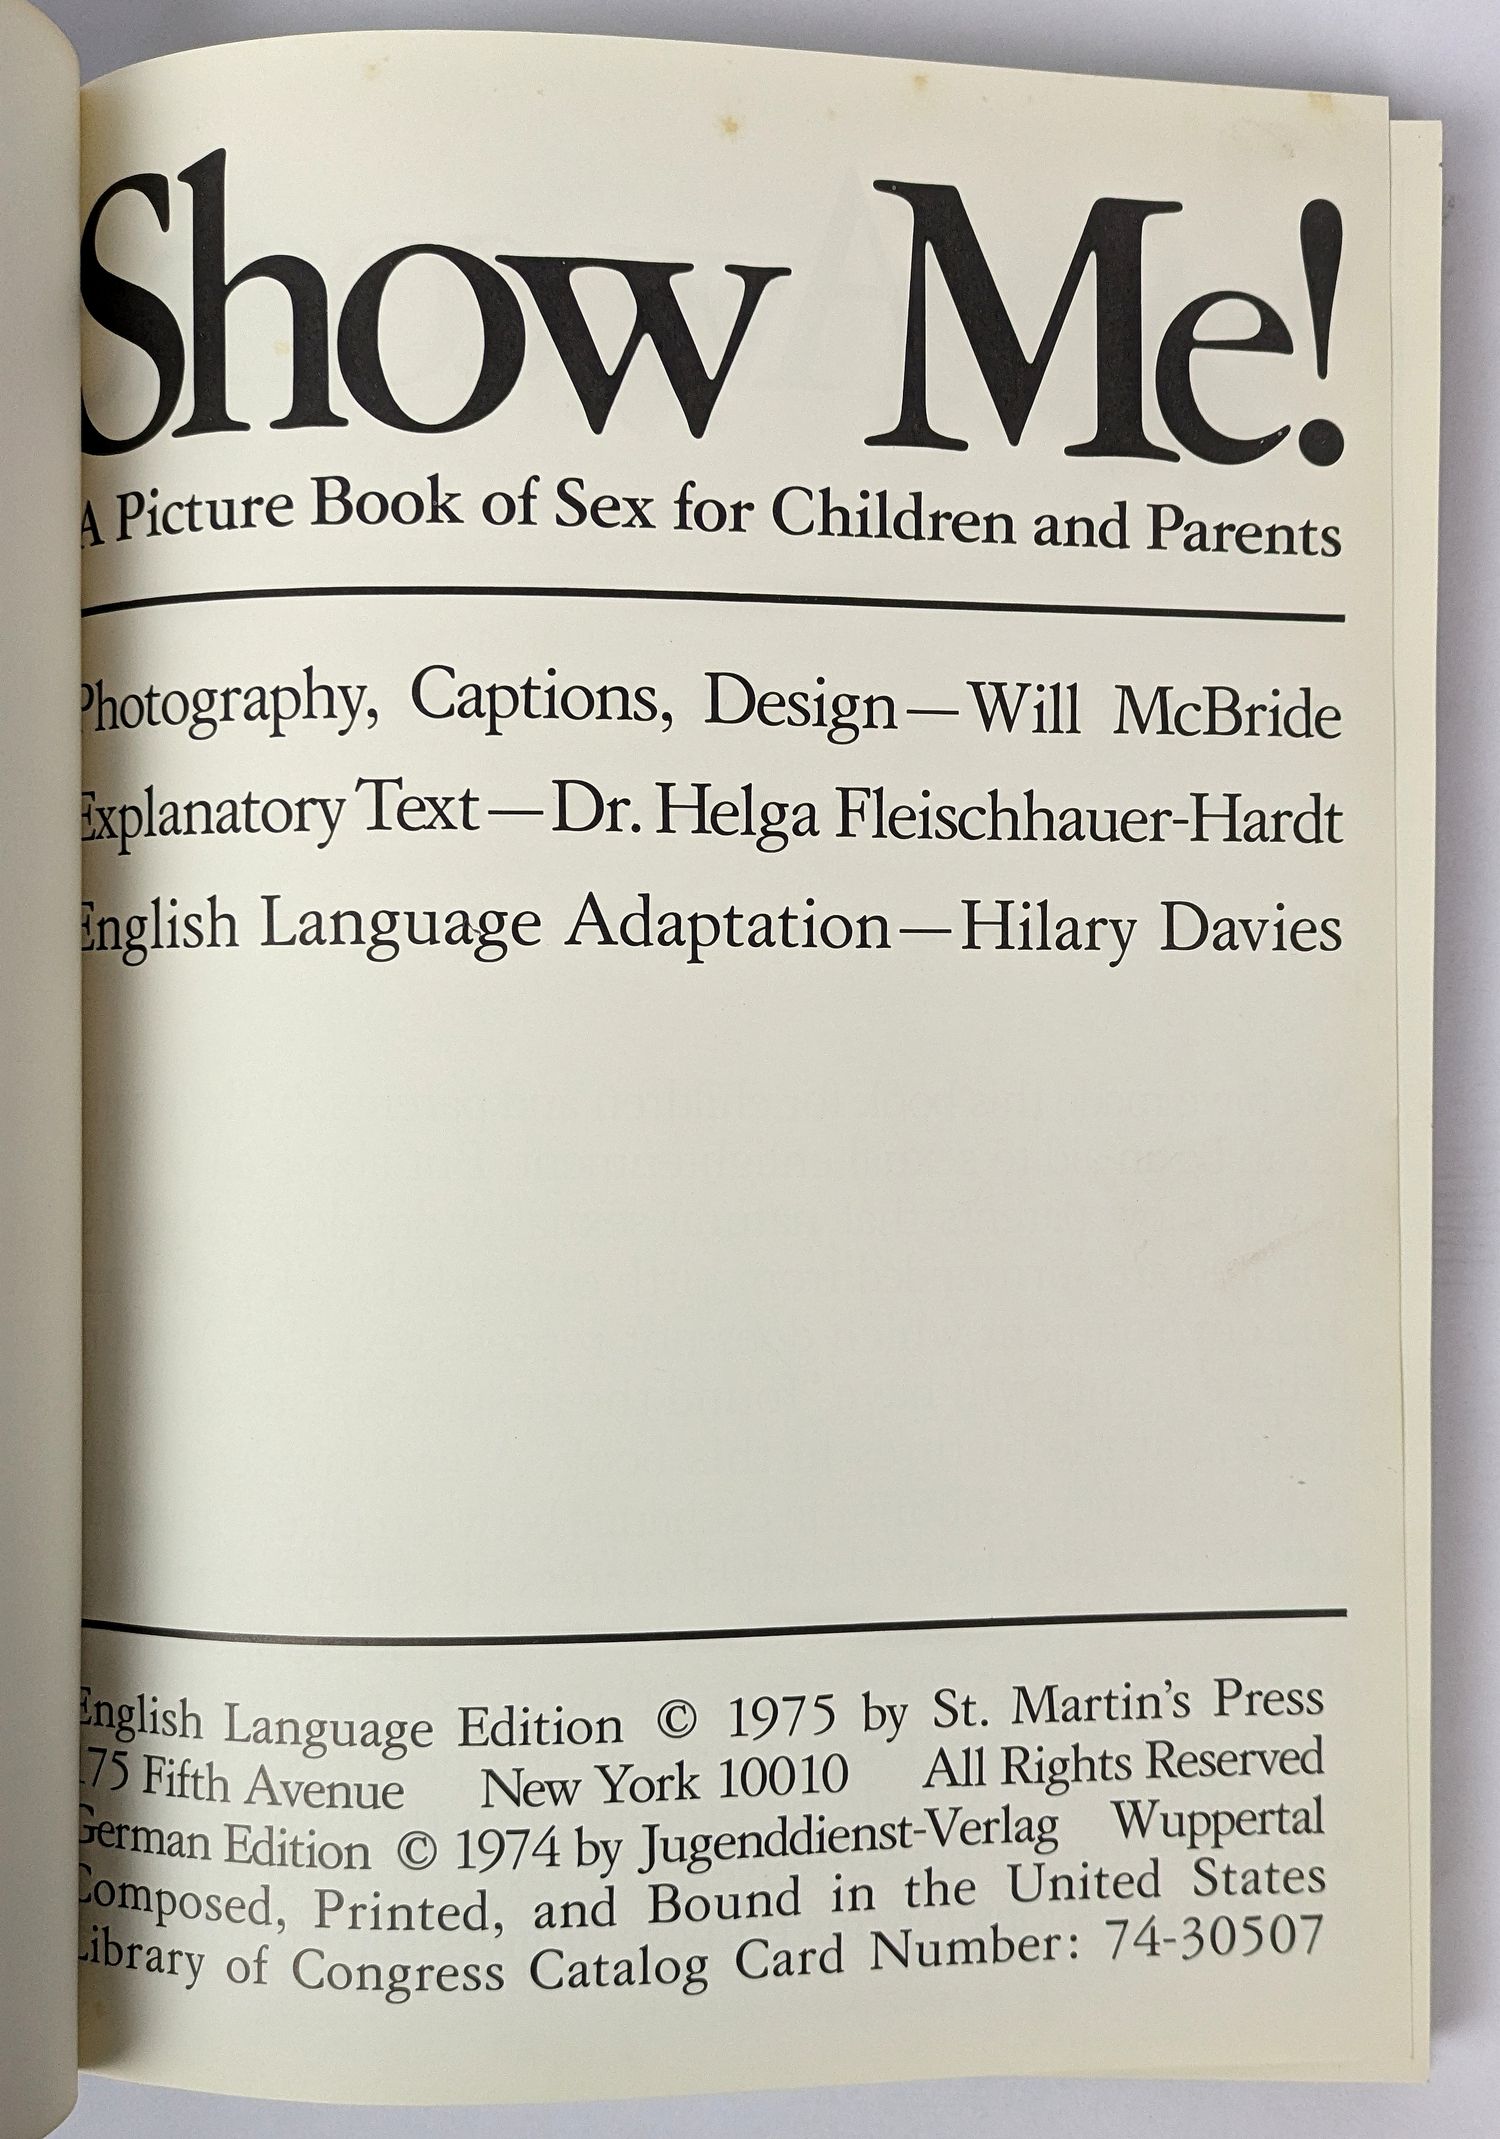 Show Me!
A Picture Book of Sex for Children and Parents
Photography, Captions, Design—Will McBride
Explanatory Text—Dr. Helga Fleischhauer-Hardt
English Language Adaptation—Hilary Davies
English Language Edition © 1975 by St. Martin's Press
175 Fifth Avenue New York 10010 All Rights Reserved
German Edition © 1974 by Jugenddienst-Verlag Wuppertal
Composed, Printed, and Bound in the United States
Library of Congress Catalog Card Number: 74-30507